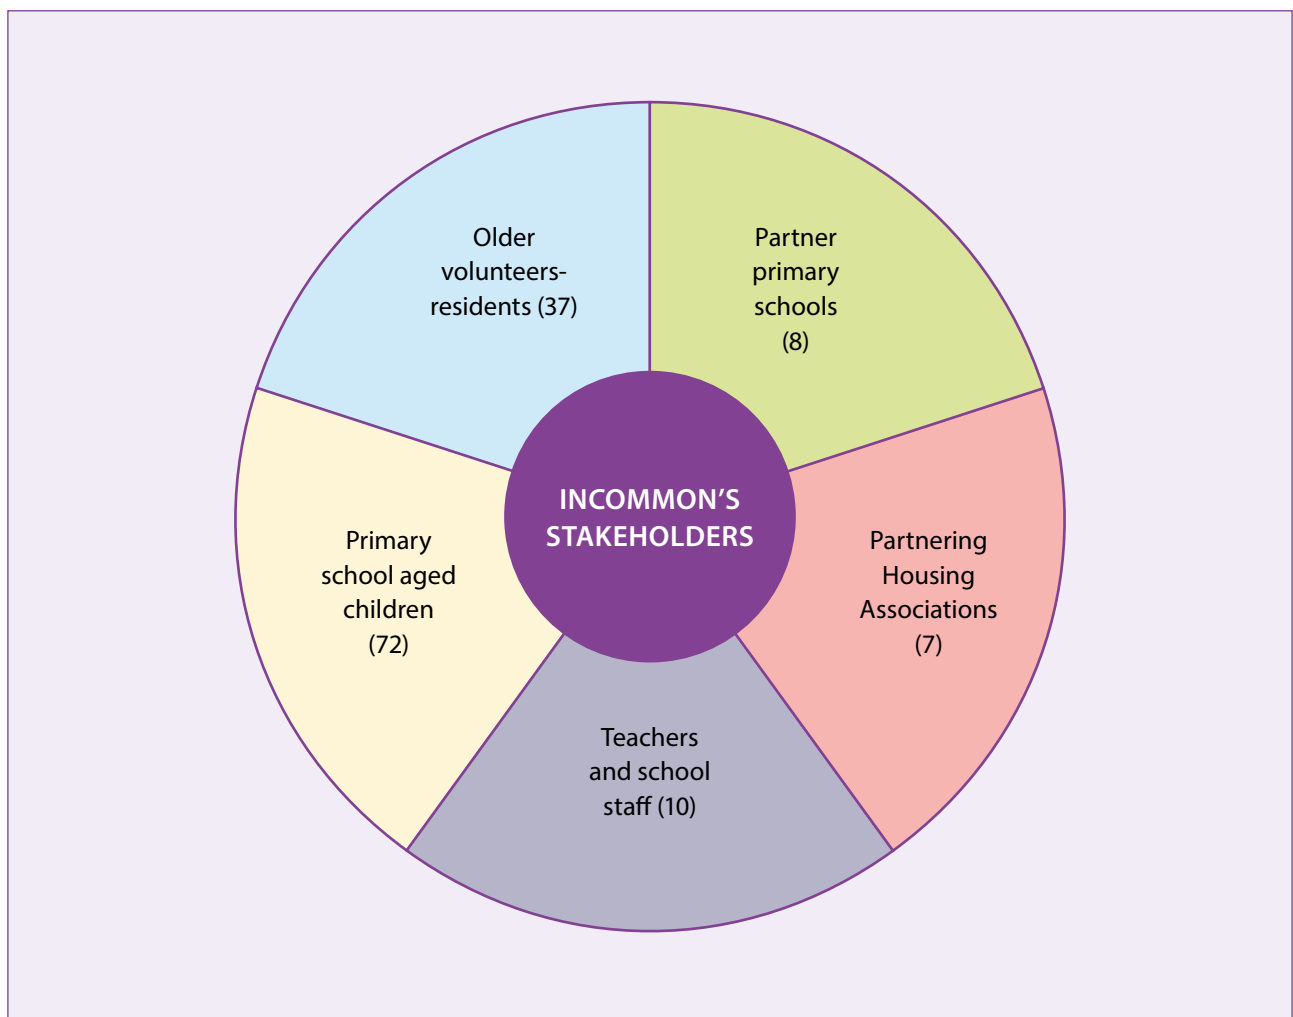 Older
volunteers-
residents (37)
Partner
primary
schools
(8)
INCOMMON'S
STAKEHOLDERS
Primary
school aged
children
(72)
Partnering
Housing
Associations
(7)
Teachers
and school
staff (10)